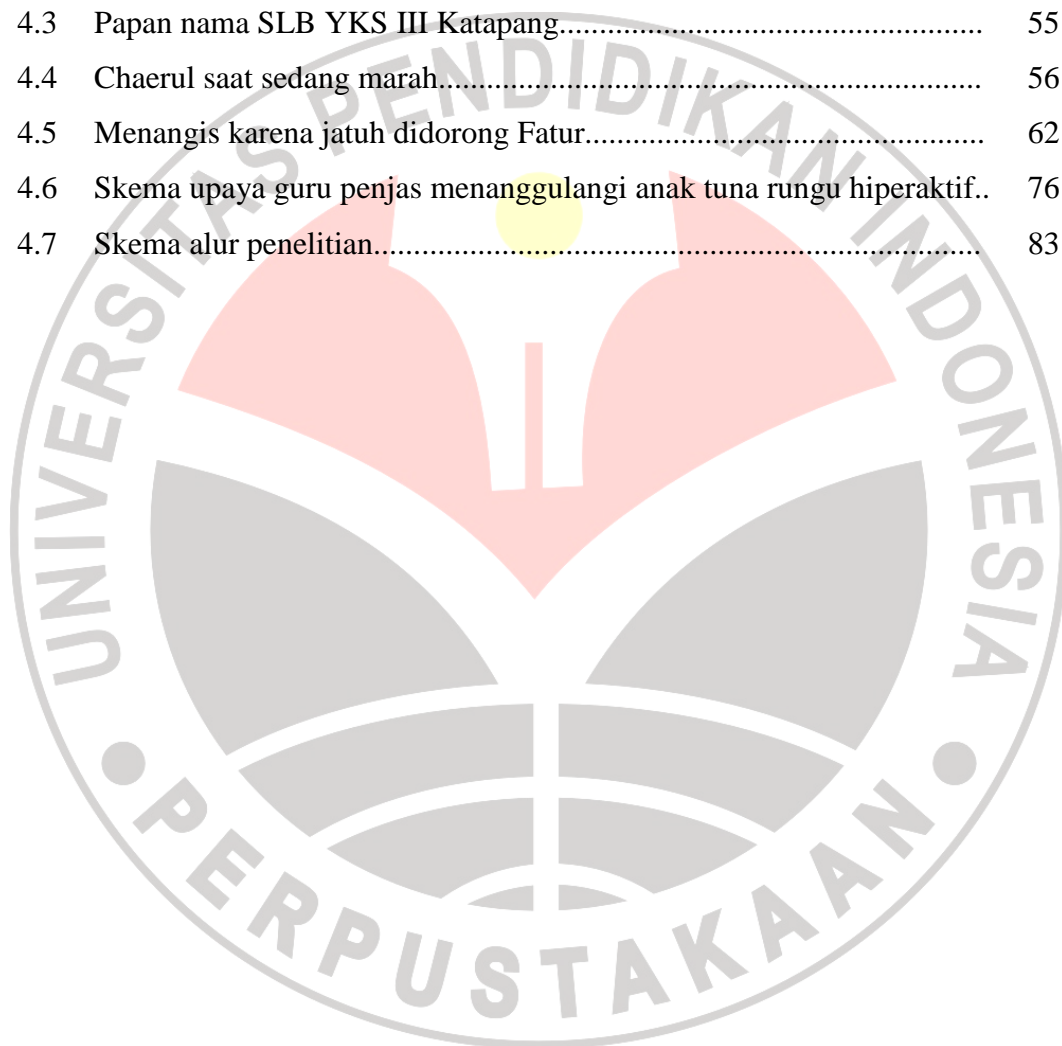 4.3 Papan nama SLB YKS III Katapang................................................... 55
4.4 Chaerul saat sedang marah.................................................................. 56
4.5 Menangis karena jatuh didorong Fatur................................................ 62
4.6 Skema upaya guru penjas menanggulangi anak tuna rungu hiperaktif.. 76
4.7 Skema alur penelitian......................................................................... 83
UNIVERSITAS PENDIDIKAN INDONESIA
PERPUSTAKAAN